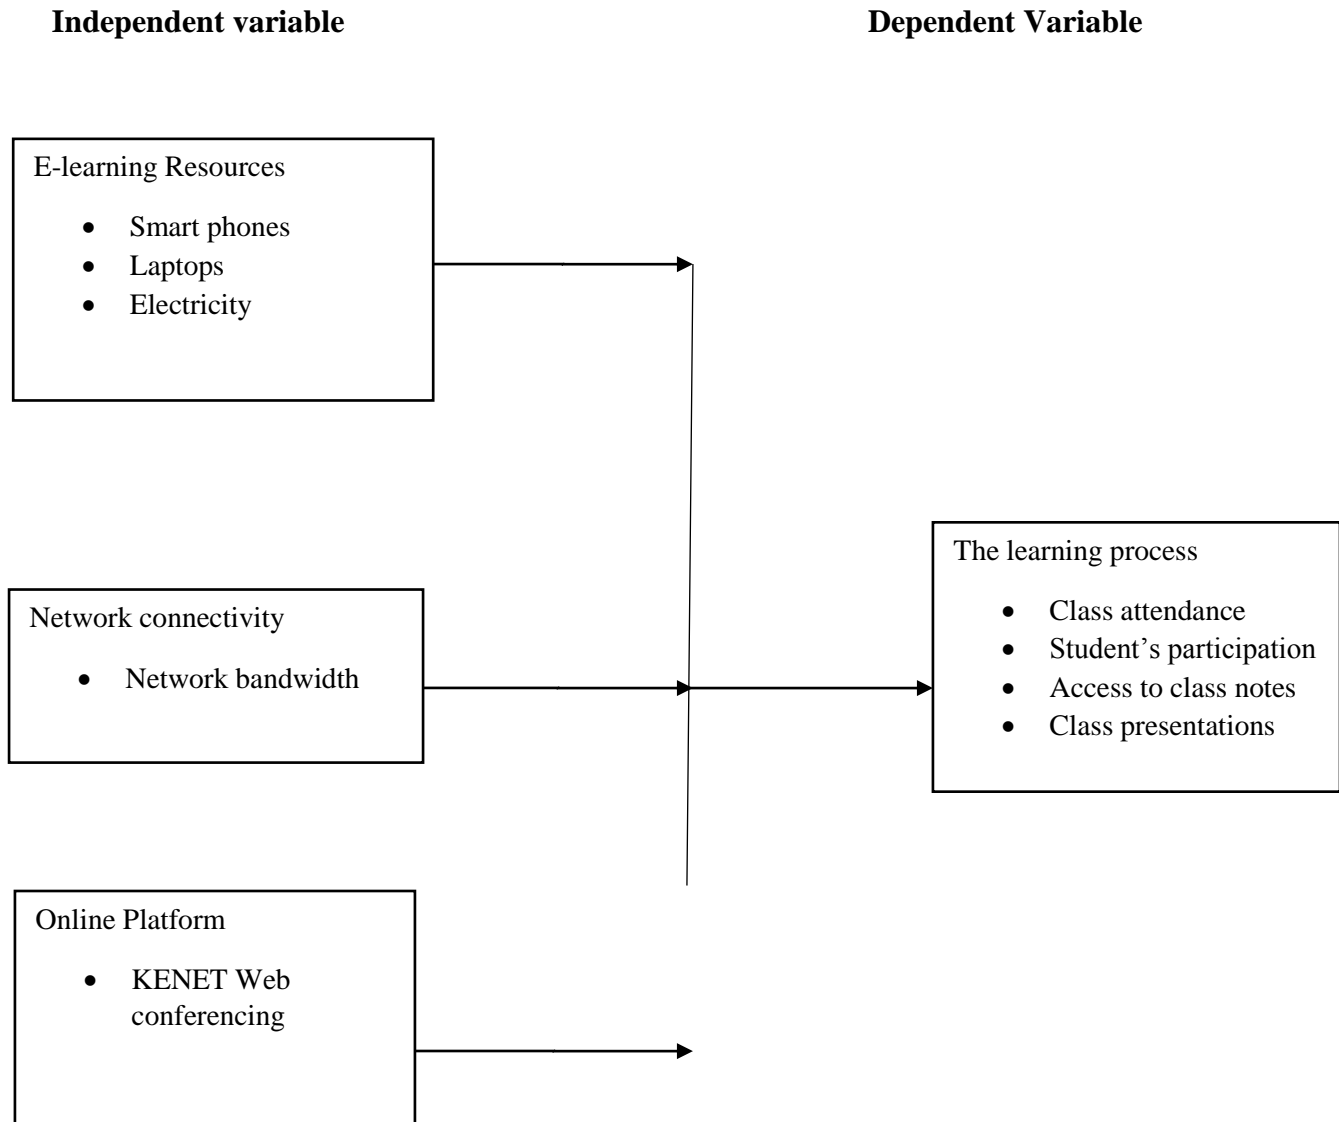 Independent variable
Dependent Variable
E-learning Resources
• Smart phones
• Laptops
• Electricity
Network connectivity
• Network bandwidth
The learning process
• Class attendance
• Student’s participation
• Access to class notes
• Class presentations
Online Platform
• KENET Web
conferencing